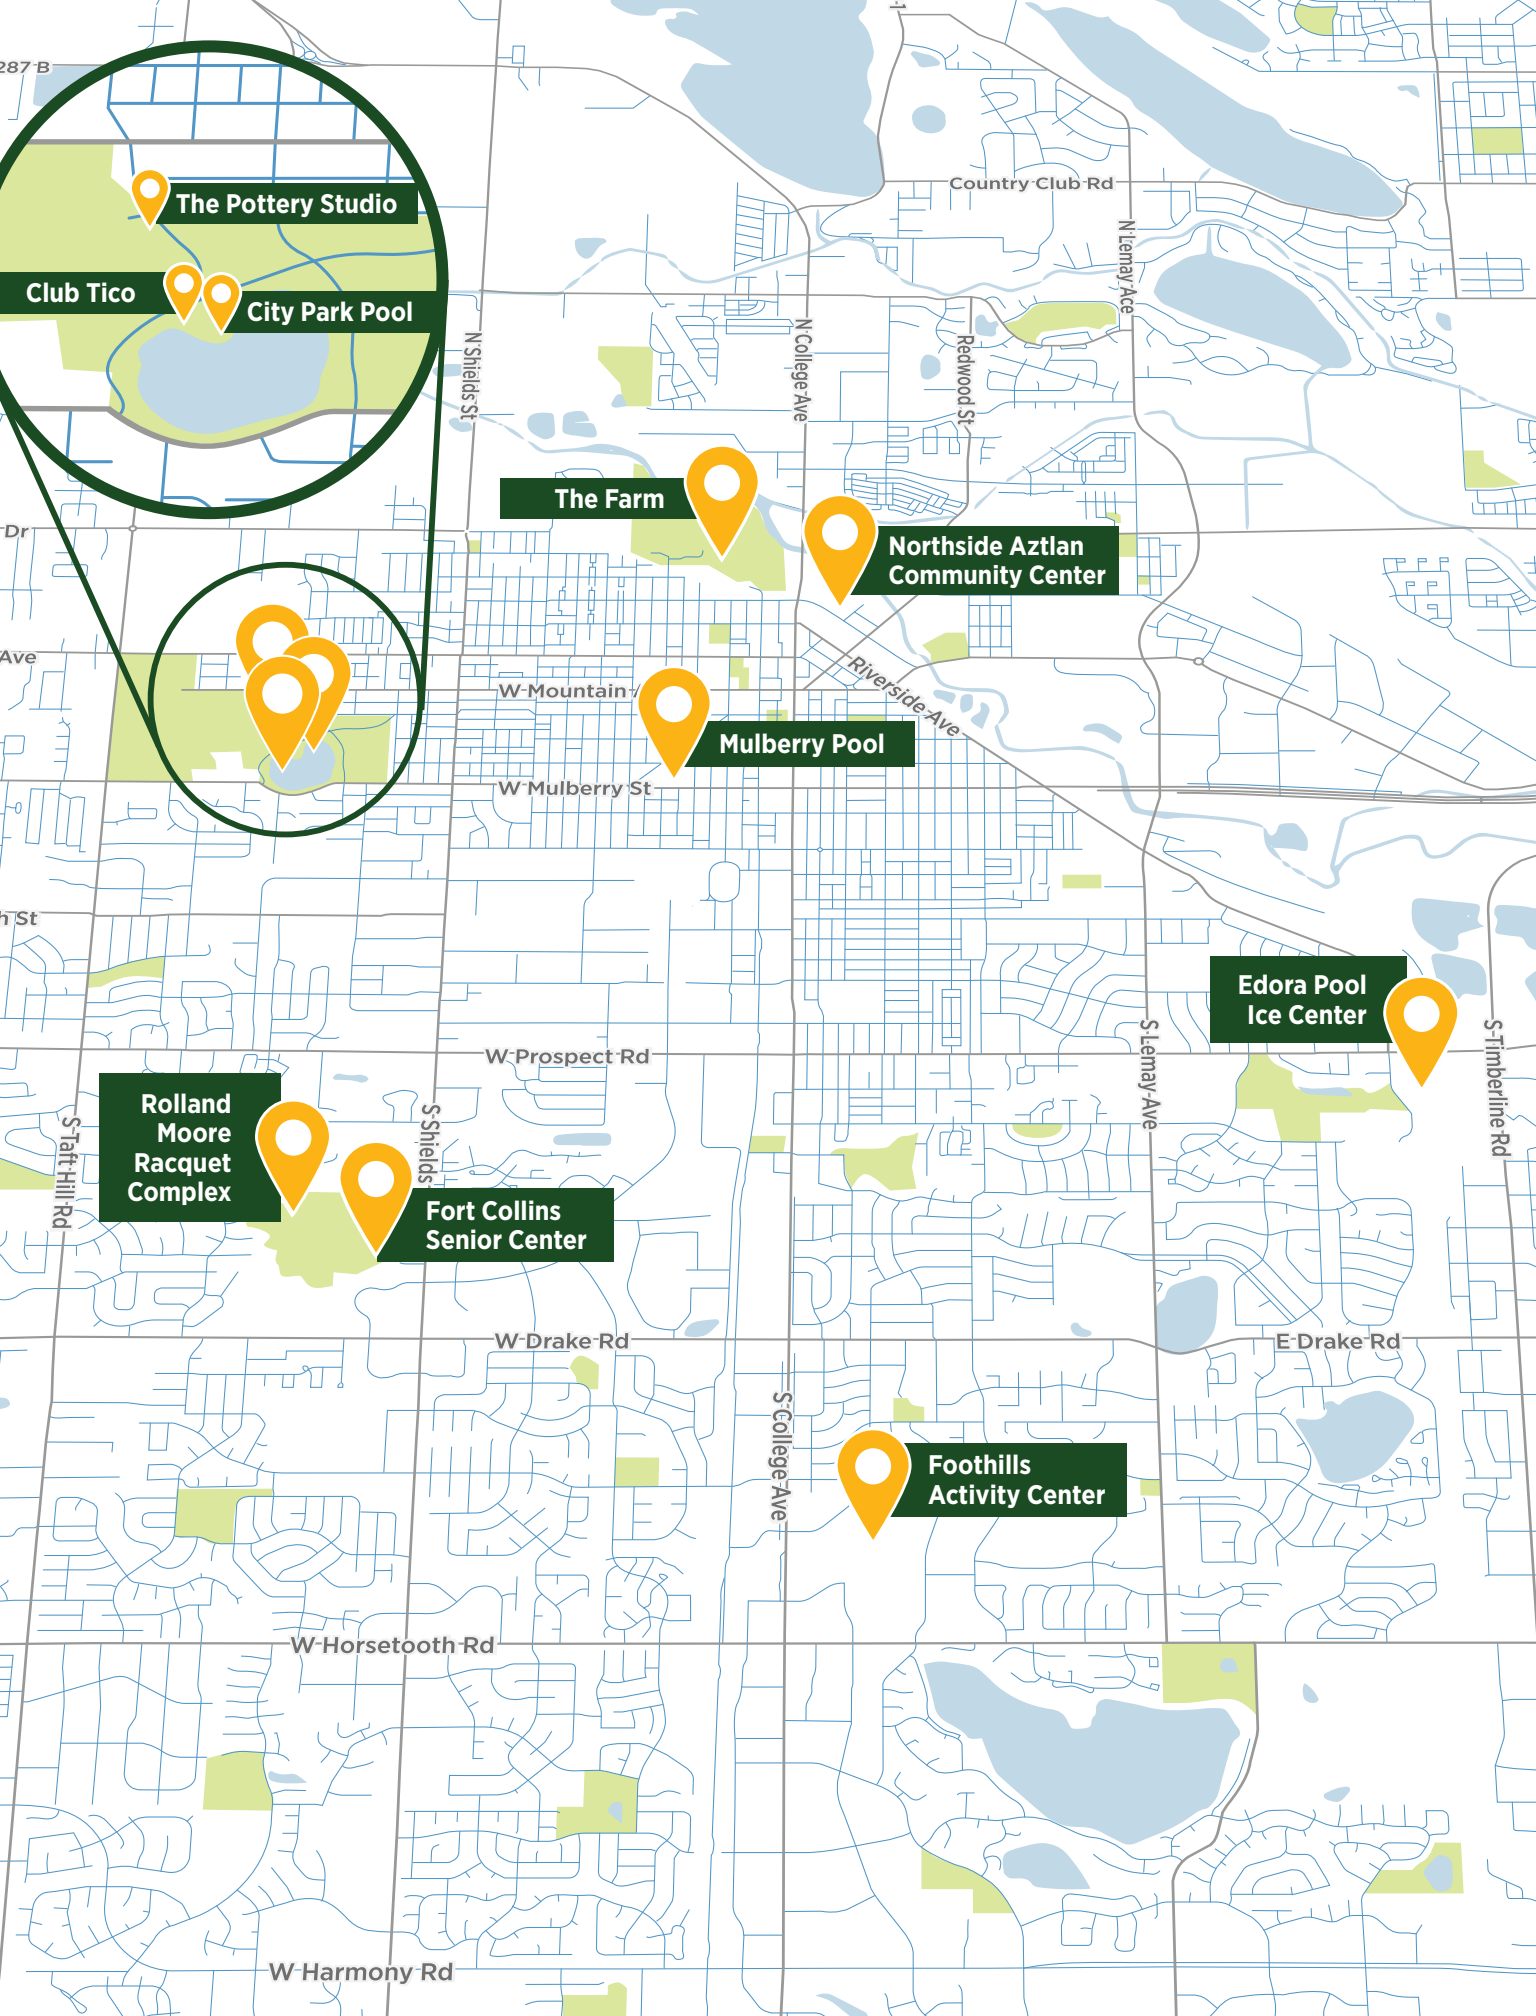 287 B
Country Club Rd
The Pottery Studio
N Lemay Ace
Club Tico
City Park Pool
N Shields St
N College Ave
Redwood St
The Farm
Dr
Northside Aztlan
Community Center
Ave
W Mountain
Riverside Ave
Mulberry Pool
W Mulberry St
h St
Edora Pool
Ice Center
W Prospect Rd
S Lemay Ave
S Timberline Rd
Rolland
Moore
Racquet
Complex
S Taft Hill Rd
S Shields
Fort Collins
Senior Center
W Drake Rd
E Drake Rd
S College Ave
Foothills
Activity Center
W Horsetooth Rd
W Harmony Rd